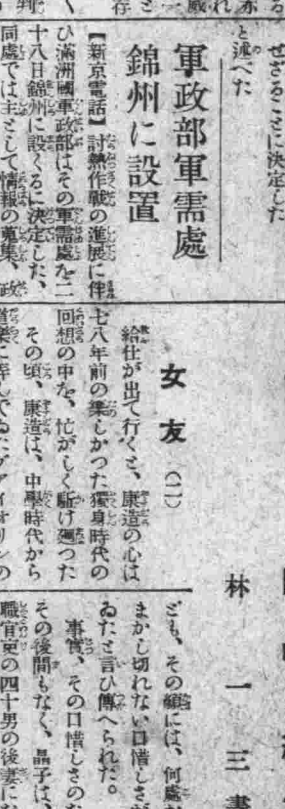 せざることに決定した
と述べた
軍政部軍需處
錦州に設置
【新京電話】討熱作戰の進展に伴
ひ滿洲國軍政部はその軍需處を二
十八日錦州に設くるに決定した、
同處では主として情報の蒐集、政
女友(二)
林一三
給仕が出て行くと、康造の心は
七八年前の樂しかつた獨身時代の
回想の中を、忙がしく駈け廻つた
その頃、康造は、中學時代から
ども、その顏には、何處
まかし切れない口惜しさ
ゐたと言ひ傳へられた。
事實、その口惜しさのな
その後間もなく、晶子は、
職官吏の四十男の後妻にな